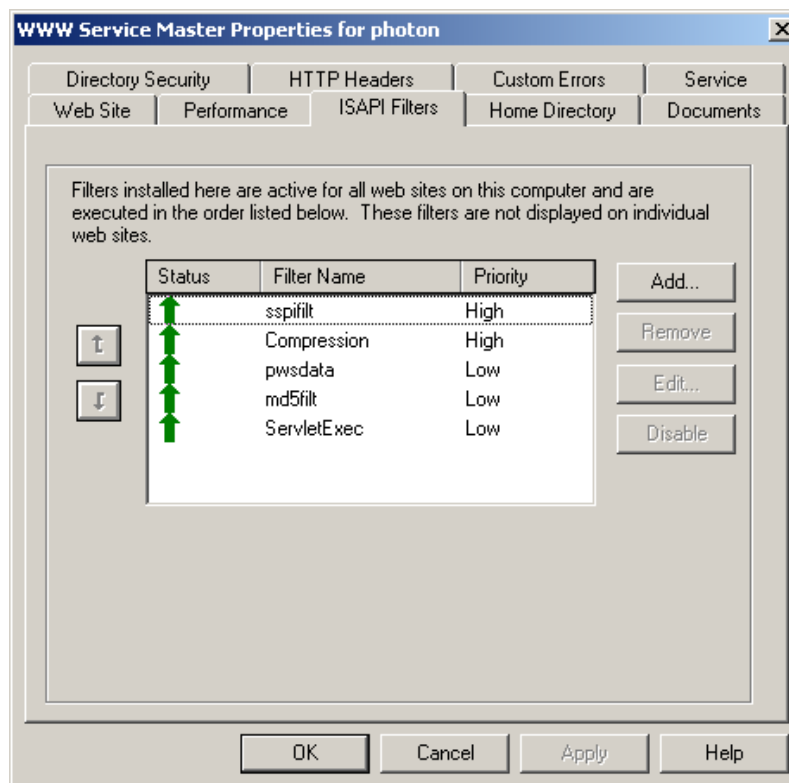 WWW Service Master Properties for photon
Directory Security HTTP Headers Custom Errors Service
Web Site Performance ISAPI Filters Home Directory Documents
Filters installed here are active for all web sites on this computer and are
executed in the order listed below. These filters are not displayed on individual
web sites.
Status Filter Name Priority
Add...
sspifilt High
Remove
Compression High
pwsdata Low
Edit...
md5filt Low
ServletExec Low
Disable
OK Cancel Apply Help